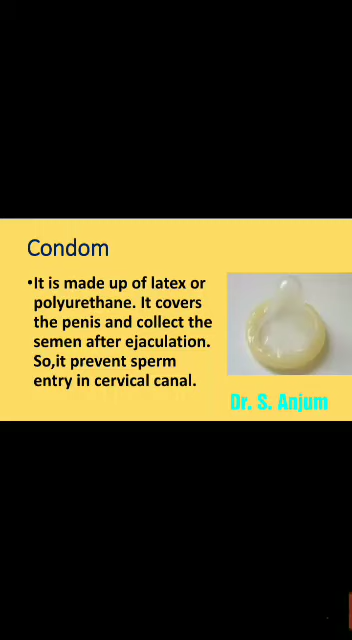 Condom
•It is made up of latex or
polyurethane. It covers
the penis and collect the
semen after ejaculation.
So,it prevent sperm
entry in cervical canal.
Dr. S. Anjum